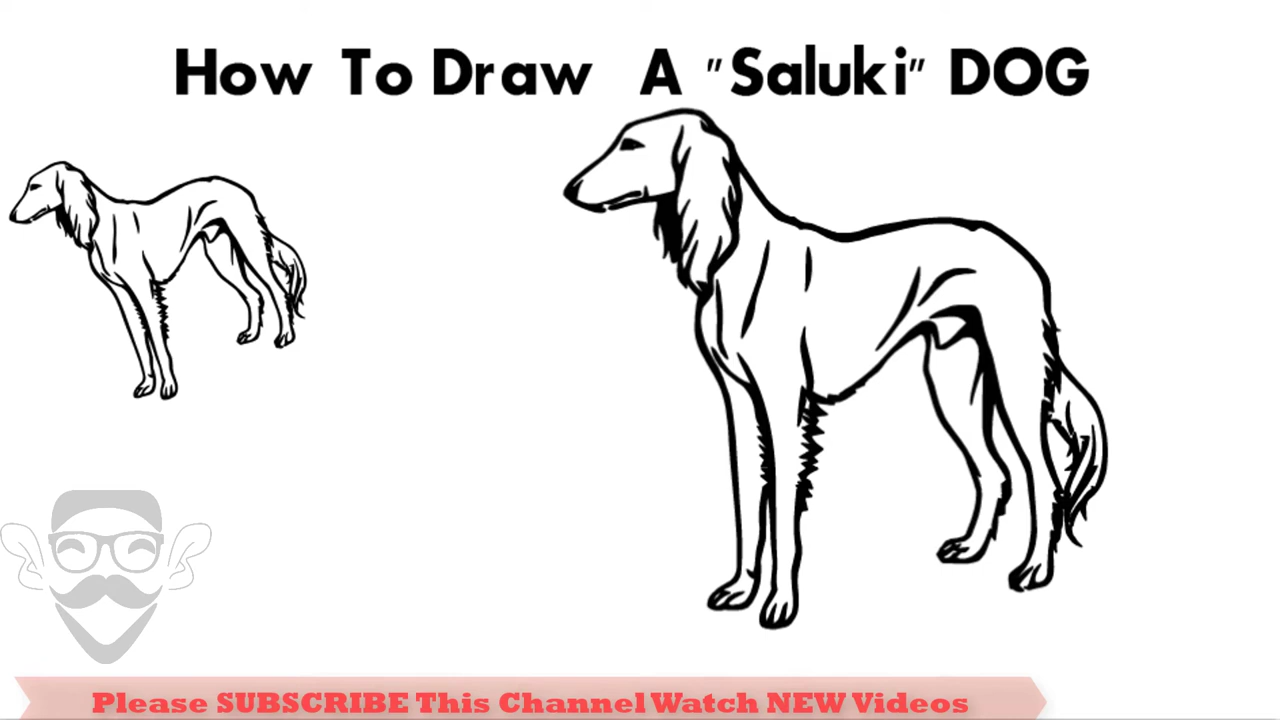 How To Draw A "Saluki" DOG
Please SUBSCRIBE This Channel Watch NEW Videos